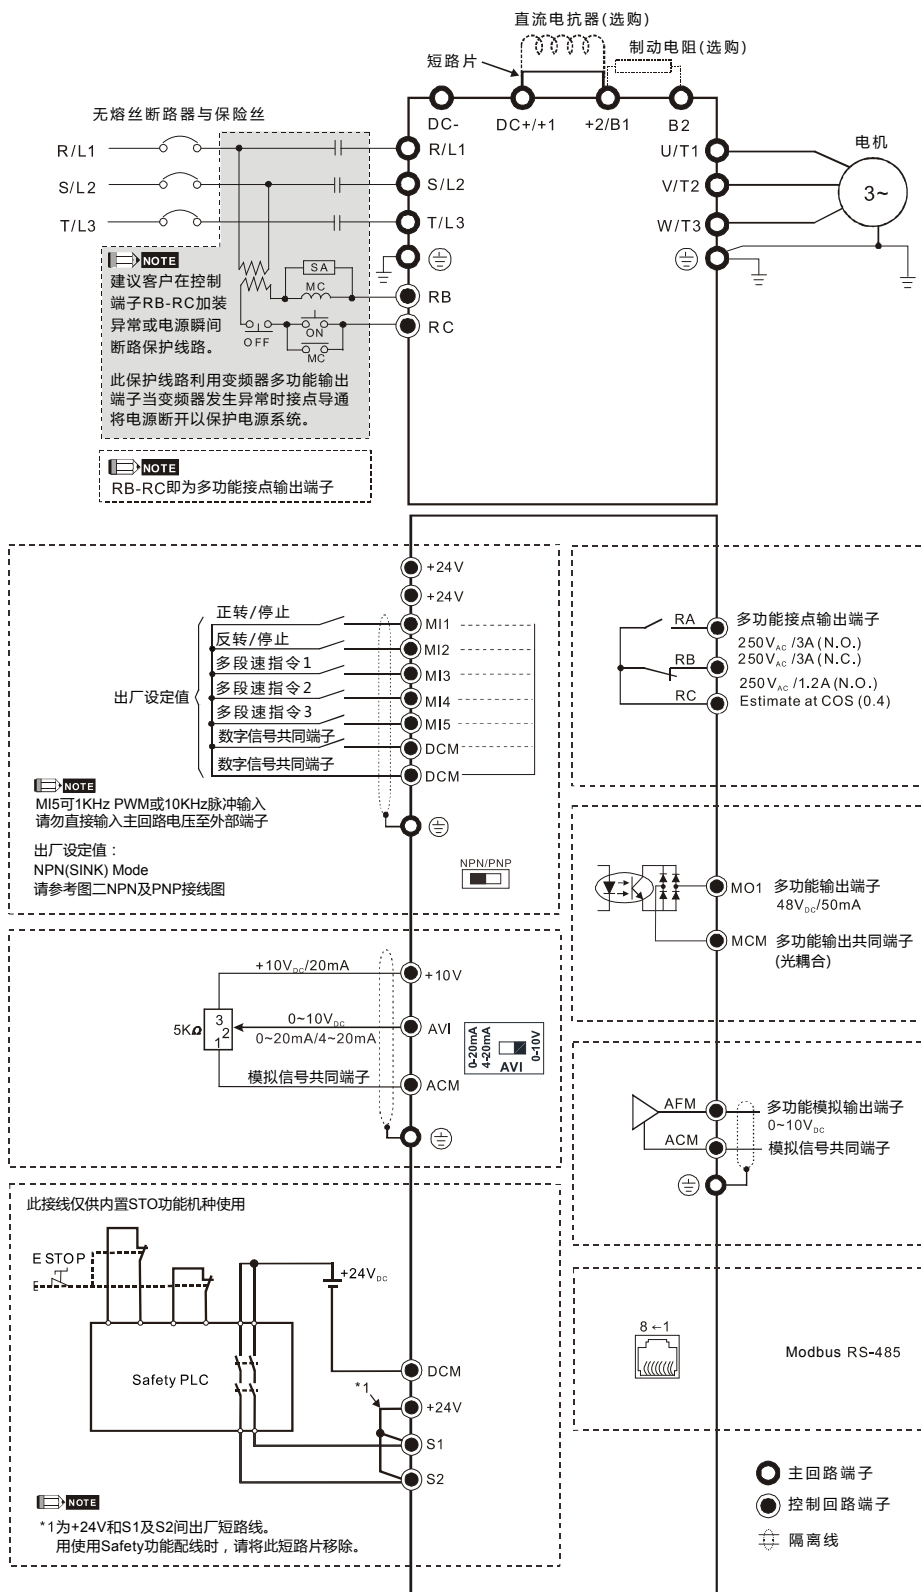 直流电抗器(选购)
制动电阻(选购)
短路片
无熔丝断路器与保险丝
DC-
DC+/+1
+2/B1
B2
R/L1
R/L1
U/T1
电机
S/L2
S/L2
V/T2
3~
T/L3
T/L3
W/T3
NOTE
建议客户在控制
端子RB-RC加装
异常或电源瞬间
断路保护线路。
SA
MC
RB
OFF
ON
MC
RC
此保护线路利用变频器多功能输出
端子当变频器发生异常时接点导通
将电源断开以保护电源系统。
NOTE
RB-RC即为多功能接点输出端子
+24V
+24V
出厂设定值
正转/停止
MI1
反转/停止
MI2
多段速指令1
MI3
多段速指令2
MI4
多段速指令3
MI5
数字信号共同端子
DCM
数字信号共同端子
DCM
NOTE
MI5可1KHz PWM或10KHz脉冲输入
请勿直接输入主回路电压至外部端子
出厂设定值：
NPN(SINK) Mode
请参考图二NPN及PNP接线图
NPN/PNP
RA
多功能接点输出端子
250VAC /3A (N.O.)
RB
250VAC /3A (N.C.)
250VAC /1.2A (N.O.)
RC
Estimate at COS (0.4)
MO1
多功能输出端子
48VDC/50mA
MCM
多功能输出共同端子
(光耦合)
+10VDC/20mA
+10V
5KΩ
3
2
1
0~10VDC
0~20mA/4~20mA
AVI
0-20mA
4-20mA
AVI
0-10V
模拟信号共同端子
ACM
AFM
多功能模拟输出端子
0~10VDC
ACM
模拟信号共同端子
此接线仅供内置STO功能机种使用
E STOP
+24VDC
Safety PLC
DCM
*1
+24V
S1
S2
NOTE
*1为+24V和S1及S2间出厂短路线。
用使用Safety功能配线时，请将此短路片移除。
8 ←1
Modbus RS-485
主回路端子
控制回路端子
隔离线